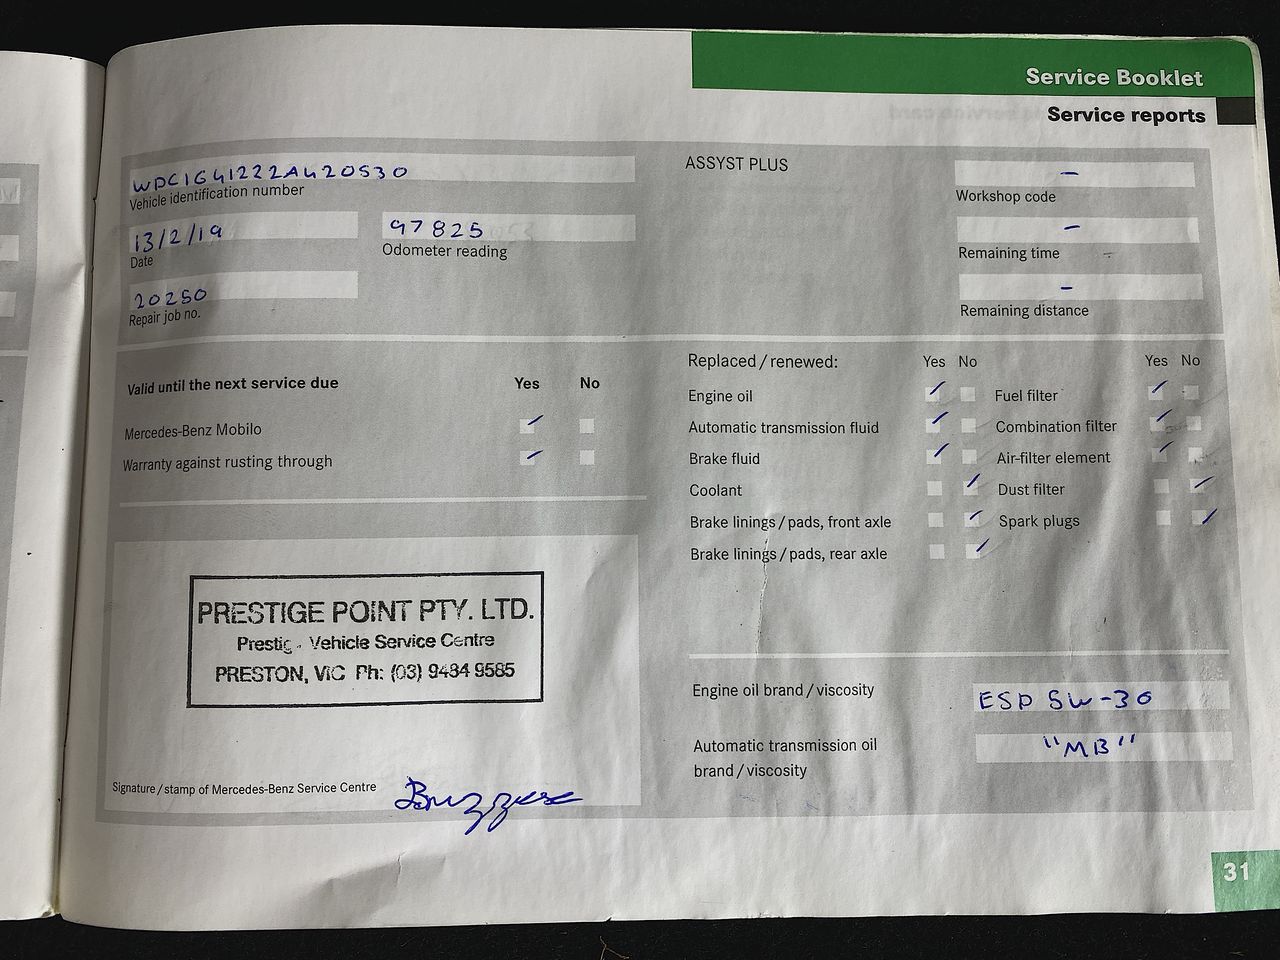 Service Booklet
Service reports
WDC1641222A420530
Vehicle identification number
13/2/19
Date
97825
Odometer reading
20250
Repair job no.
ASSYST PLUS
–
Workshop code
–
Remaining time
–
Remaining distance
Valid until the next service due Yes No
Mercedes-Benz Mobilo
Warranty against rusting through
PRESTIGE POINT PTY. LTD.
Vehicle Service Centre
PRESTON, VIC Ph: (03) 9484 9585
Signature / stamp of Mercedes-Benz Service Centre
Replaced / renewed: Yes No Yes No
Engine oil Fuel filter
Automatic transmission fluid Combination filter
Brake fluid Air-filter element
Coolant Dust filter
Brake linings / pads, front axle Spark plugs
Brake linings / pads, rear axle
Engine oil brand / viscosity
ESP 5W-30
Automatic transmission oil
brand / viscosity
"MB"
31